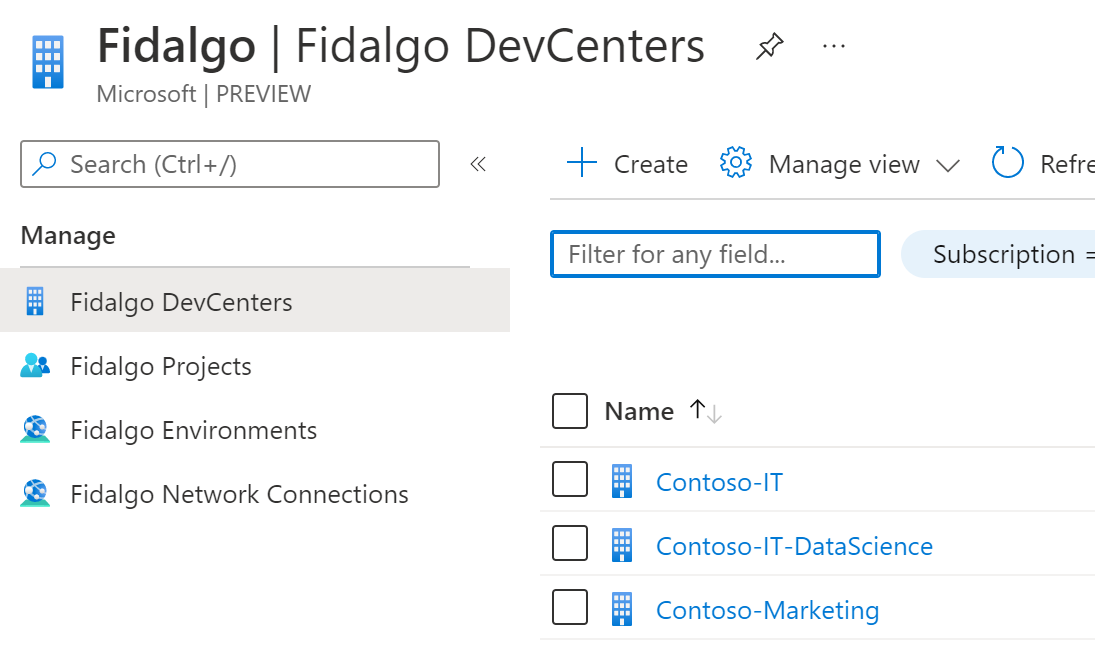 Fidalgo | Fidalgo DevCenters
Microsoft | PREVIEW
Search (Ctrl+/)
Manage
Fidalgo DevCenters
Fidalgo Projects
Fidalgo Environments
Fidalgo Network Connections
Create Manage view Refre
Filter for any field... Subscription =
Name
Contoso-IT
Contoso-IT-DataScience
Contoso-Marketing